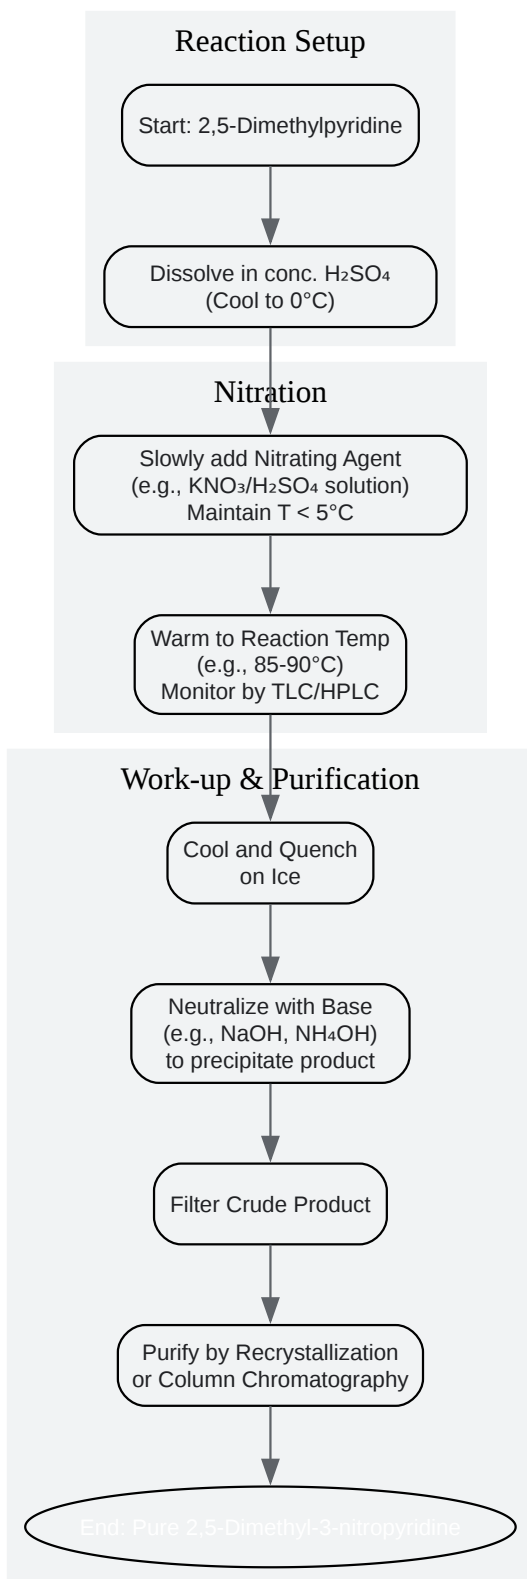 Reaction Setup
Start: 2,5-Dimethylpyridine
Dissolve in conc. H₂SO₄
(Cool to 0°C)
Nitration
Slowly add Nitrating Agent
(e.g., KNO₃/H₂SO₄ solution)
Maintain T < 5°C
Warm to Reaction Temp
(e.g., 85-90°C)
Monitor by TLC/HPLC
Work-up & Purification
Cool and Quench
on Ice
Neutralize with Base
(e.g., NaOH, NH₄OH)
to precipitate product
Filter Crude Product
Purify by Recrystallization
or Column Chromatography
End: Pure 2,5-Dimethyl-3-nitropyridine